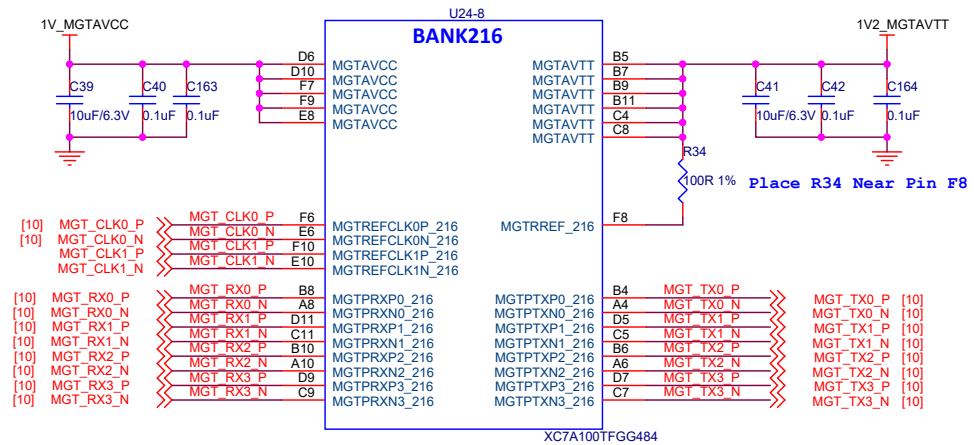 U24-8
BANK216
1V_MGTAVCC
1V2_MGTAVTT
D6 MGTAVCC MGTAVTT B5
D10 MGTAVCC MGTAVTT B7
F7 MGTAVCC MGTAVTT B9
F9 MGTAVCC MGTAVTT B11
E8 MGTAVCC MGTAVTT C4
MGTAVTT C8
C39 C40 C163
10uF/6.3V 0.1uF 0.1uF
C41 C42 C164
10uF/6.3V 0.1uF 0.1uF
R34
100R 1% Place R34 Near Pin F8
[10] MGT_CLK0_P MGT_CLK0_P F6 MGTREFCLK0P_216 MGTRREF_216 F8
[10] MGT_CLK0_N MGT_CLK0_N E6 MGTREFCLK0N_216
MGT_CLK1_P MGT_CLK1_P F10 MGTREFCLK1P_216
MGT_CLK1_N MGT_CLK1_N E10 MGTREFCLK1N_216
[10] MGT_RX0_P MGT_RX0_P B8 MGTPRXP0_216 MGTPTXP0_216 B4 MGT_TX0_P MGT_TX0_P [10]
[10] MGT_RX0_N MGT_RX0_N A8 MGTPRXN0_216 MGTPTXN0_216 A4 MGT_TX0_N MGT_TX0_N [10]
[10] MGT_RX1_P MGT_RX1_P D11 MGTPRXP1_216 MGTPTXP1_216 D5 MGT_TX1_P MGT_TX1_P [10]
[10] MGT_RX1_N MGT_RX1_N C11 MGTPRXN1_216 MGTPTXN1_216 C5 MGT_TX1_N MGT_TX1_N [10]
[10] MGT_RX2_P MGT_RX2_P B10 MGTPRXP2_216 MGTPTXP2_216 B6 MGT_TX2_P MGT_TX2_P [10]
[10] MGT_RX2_N MGT_RX2_N A10 MGTPRXN2_216 MGTPTXN2_216 A6 MGT_TX2_N MGT_TX2_N [10]
[10] MGT_RX3_P MGT_RX3_P D9 MGTPRXP3_216 MGTPTXP3_216 D7 MGT_TX3_P MGT_TX3_P [10]
[10] MGT_RX3_N MGT_RX3_N C9 MGTPRXN3_216 MGTPTXN3_216 C7 MGT_TX3_N MGT_TX3_N [10]
XC7A100TFGG484